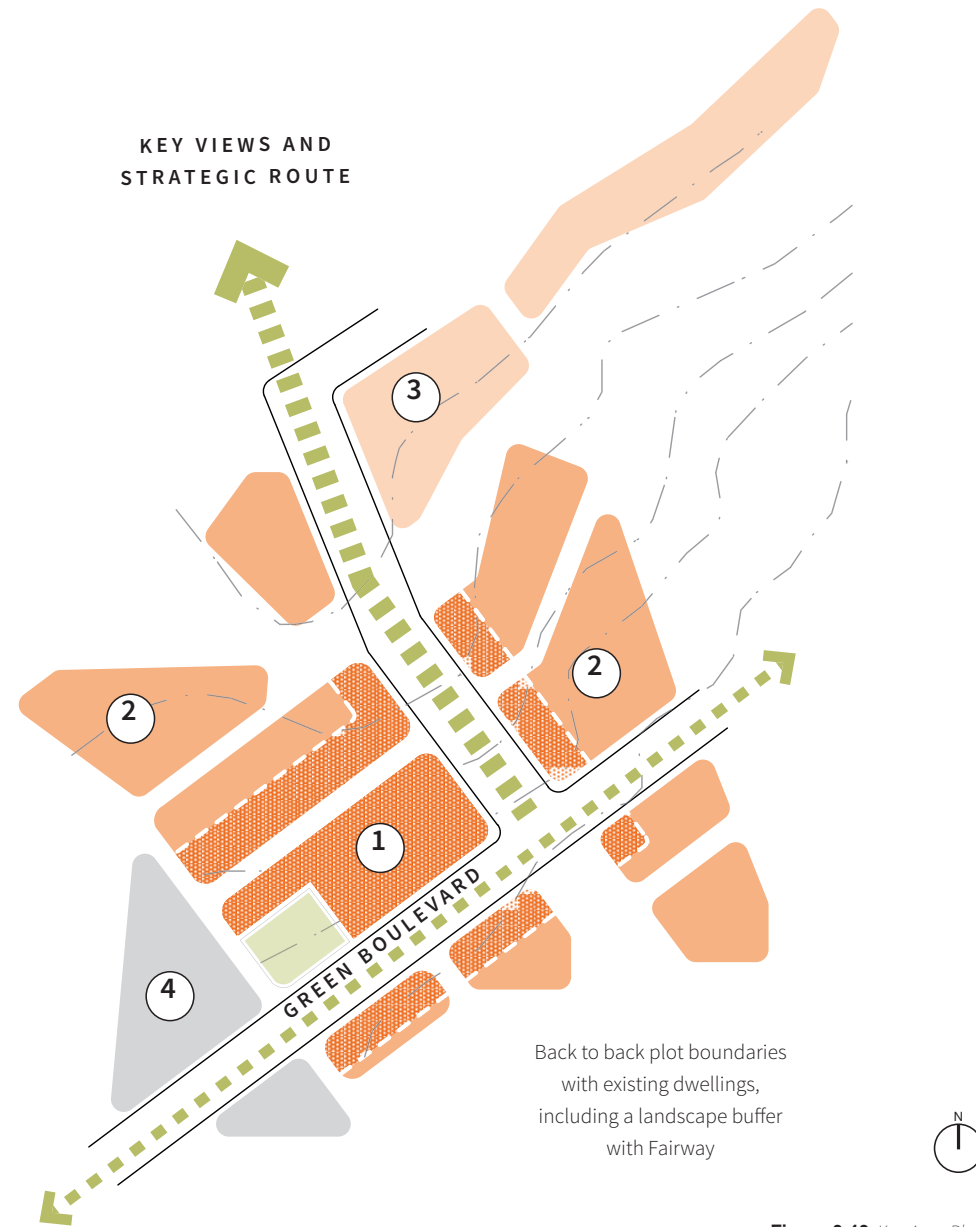 KEY VIEWS AND
STRATEGIC ROUTE
3
2
2
1
GREEN BOULEVARD
4
Back to back plot boundaries
with existing dwellings,
including a landscape buffer
with Fairway
N